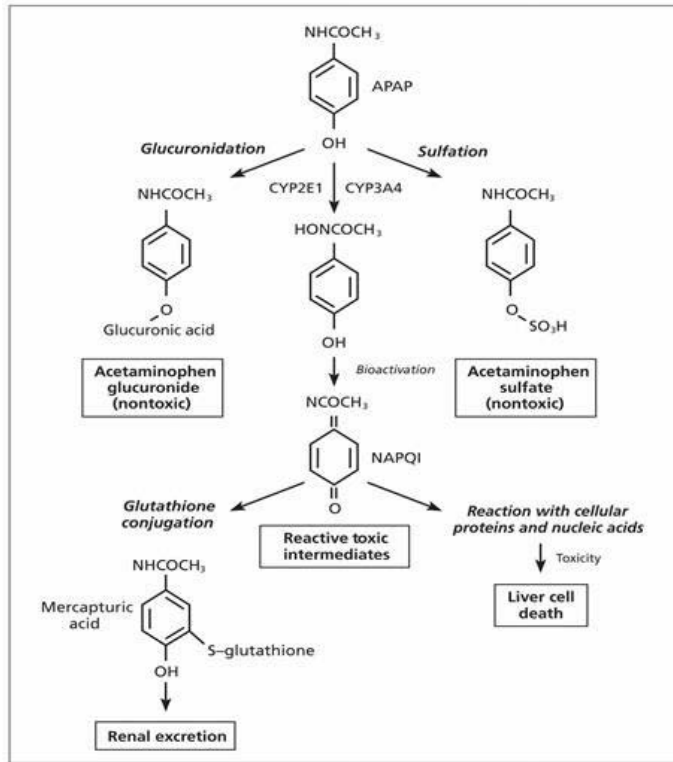 NHCOCH3
APAP
OH
Glucuronidation
Sulfation
CYP2E1
CYP3A4
NHCOCH3
O
Glucuronic acid
Acetaminophen
glucuronide
(nontoxic)
HONCOCH3
OH
Bioactivation
NHCOCH3
O
SO3H
Acetaminophen
sulfate
(nontoxic)
NCOCH3
NAPQI
O
Reactive toxic
intermediates
Glutathione
conjugation
NHCOCH3
Mercapturic
acid
S–glutathione
OH
Renal excretion
Reaction with cellular
proteins and nucleic acids
Toxicity
Liver cell
death